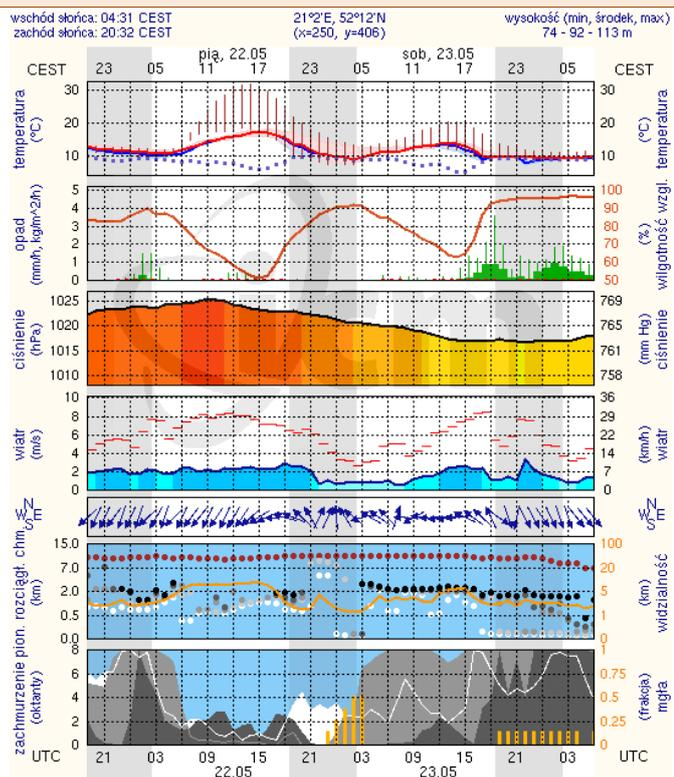 wschód słońca: 04:31 CEST 21°2'E, 52°12'N wysokość (min, środek, max)
zachód słońca: 20:32 CEST (x=250, y=406) 74 - 92 - 113 m
pią, 22.05 sob, 23.05
CEST 23 05 11 17 23 05 11 17 23 05 CEST
temperatura
(°C)
30
20
10
30
20
10
(°C)
temperatura
opad
(mm/h, kg/m^2/h)
5
4
3
2
1
0
100
90
80
70
60
50
(%)
wilgotność wzgl.
ciśnienie
(hPa)
1025
1020
1015
1010
769
765
761
758
(mm Hg)
ciśnienie
wiatr
(m/s)
10
8
6
4
2
0
36
29
22
14
7
0
(km/h)
wiatr
N
W E
S
N
W E
S
pion. rozciągł. chm.
(km)
15.0
7.0
2.0
0.5
0.0
100
20
5
1
0
(km)
widzialność
zachmurzenie
(oktanty)
8
6
4
2
0
1
0.75
0.5
0.25
0
(frakcja)
mgła
UTC 21 03 09 15 21 03 09 15 21 03 UTC
22.05 23.05